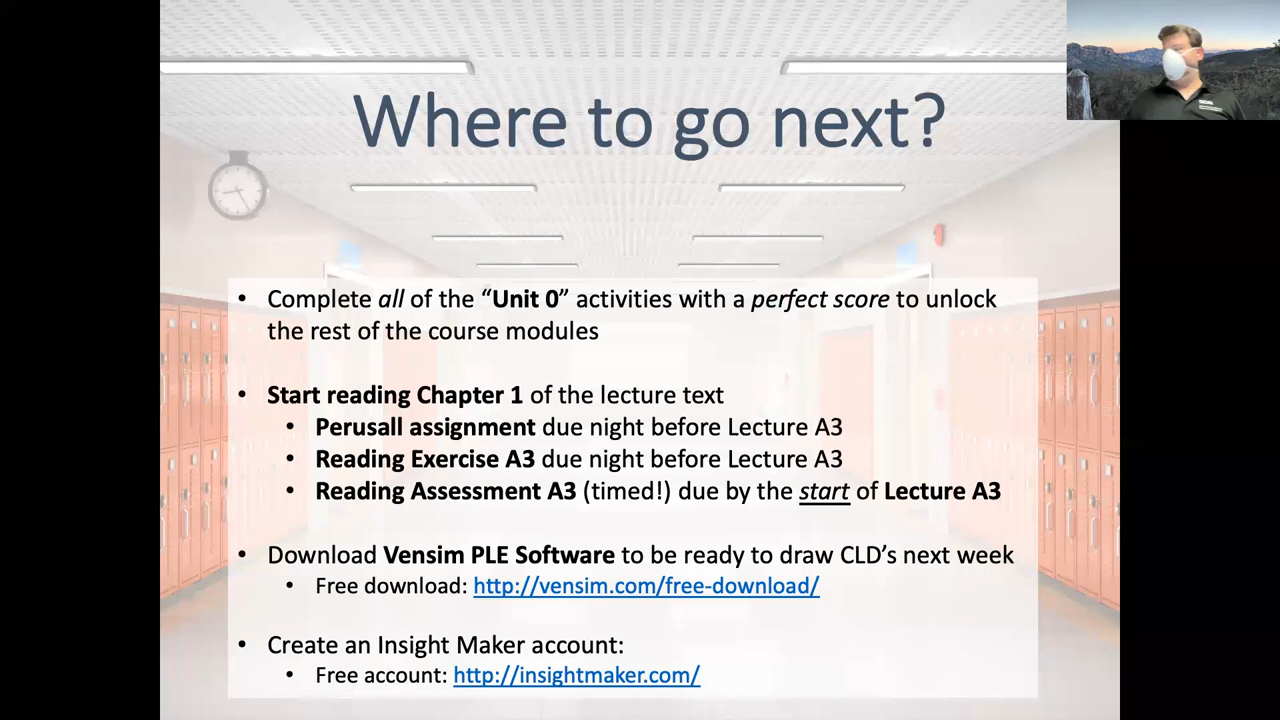 Where to go next?
• Complete all of the “Unit 0” activities with a perfect score to unlock
the rest of the course modules
• Start reading Chapter 1 of the lecture text
• Perusall assignment due night before Lecture A3
• Reading Exercise A3 due night before Lecture A3
• Reading Assessment A3 (timed!) due by the start of Lecture A3
• Download Vensim PLE Software to be ready to draw CLD’s next week
• Free download: http://vensim.com/free-download/
• Create an Insight Maker account:
• Free account: http://insightmaker.com/